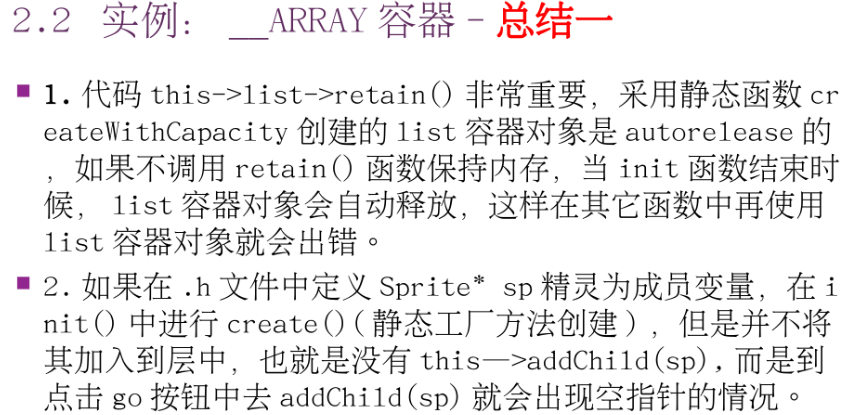 2.2 实例： __ARRAY 容器 - 总结一
1. 代码 this->list->retain() 非常重要，采用静态函数 cr
eateWithCapacity 创建的 list 容器对象是 autorelease 的
，如果不调用 retain() 函数保持内存，当 init 函数结束时
候， list 容器对象会自动释放，这样在其它函数中再使用
list 容器对象就会出错。
2. 如果在 .h 文件中定义 Sprite* sp 精灵为成员变量，在 i
nit() 中进行 create() ( 静态工厂方法创建 ) ，但是并不将
其加入到层中，也就是没有 this—>addChild(sp)，而是到
点击 go 按钮中去 addChild(sp) 就会出现空指针的情况。